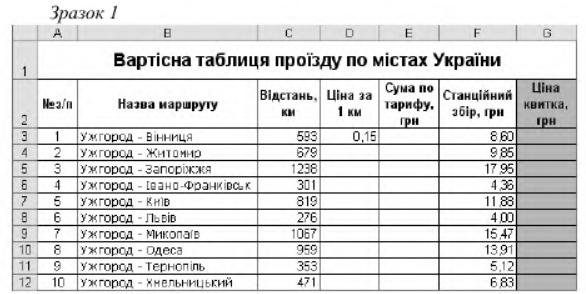 Зразок 1
A B C D E F G
1 Вартісна таблиця проїзду по містах України
2 №з/п Назва маршруту Відстань, км Ціна за 1 км Сума по тарифу, грн Станційний збір, грн Ціна квитка, грн
3 1 Ужгород - Вінниця 593 0,15 8,60
4 2 Ужгород - Житомир 679 9,85
5 3 Ужгород - Запоріжжя 1238 17,95
6 4 Ужгород - Івано-Франківськ 301 4,36
7 5 Ужгород - Київ 819 11,88
8 6 Ужгород - Львів 276 4,00
9 7 Ужгород - Миколаїв 1067 15,47
10 8 Ужгород - Одеса 959 13,91
11 9 Ужгород - Тернопіль 353 5,12
12 10 Ужгород - Хмельницький 471 6,83